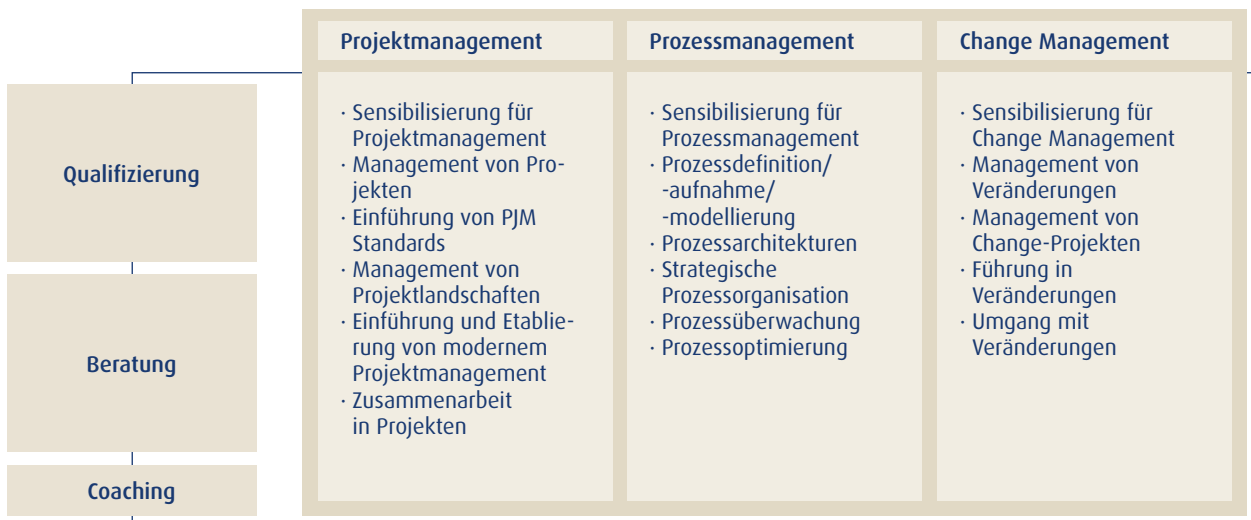 Qualifizierung
Beratung
Coaching
Projektmanagement
· Sensibilisierung für
Projektmanagement
· Management von Pro-
jekten
· Einführung von PJM
Standards
· Management von
Projektlandschaften
· Einführung und Etablie-
rung von modernem
Projektmanagement
· Zusammenarbeit
in Projekten
Prozessmanagement
· Sensibilisierung für
Prozessmanagement
· Prozessdefinition/
-aufnahme/
-modellierung
· Prozessarchitekturen
· Strategische
Prozessorganisation
· Prozessüberwachung
· Prozessoptimierung
Change Management
· Sensibilisierung für
Change Management
· Management von
Veränderungen
· Management von
Change-Projekten
· Führung in
Veränderungen
· Umgang mit
Veränderungen